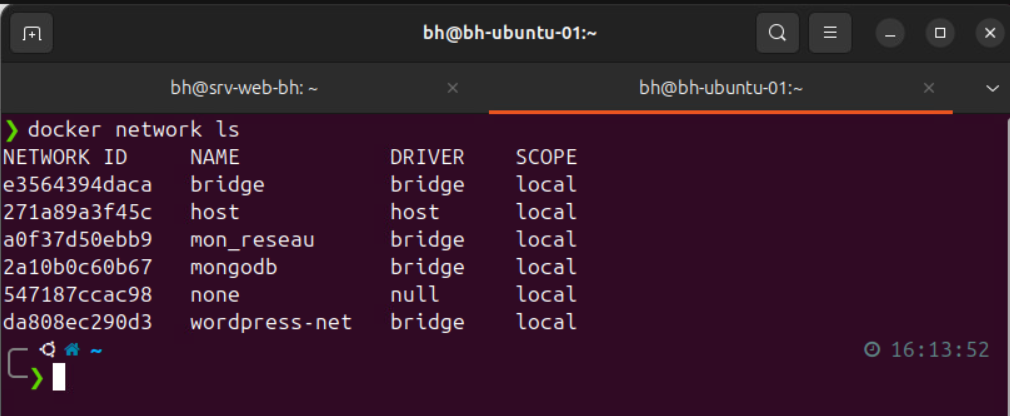 bh@bh-ubuntu-01:~
bh@srv-web-bh: ~
bh@bh-ubuntu-01:~
❯ docker network ls
NETWORK ID     NAME            DRIVER    SCOPE
e3564394daca   bridge          bridge    local
271a89a3f45c   host            host      local
a0f37d50ebb9   mon_reseau      bridge    local
2a10b0c60b67   mongodb         bridge    local
547187ccac98   none            null      local
da808ec290d3   wordpress-net   bridge    local
~ 16:13:52
❯